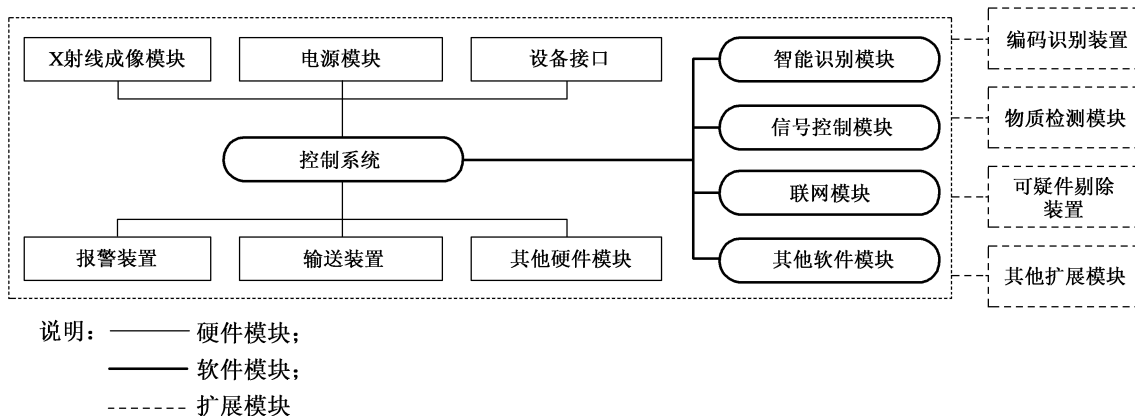 X射线成像模块
电源模块
设备接口
智能识别模块
编码识别装置
信号控制模块
物质检测模块
控制系统
联网模块
可疑件剔除
装置
报警装置
输送装置
其他硬件模块
其他软件模块
其他扩展模块
说明：
硬件模块；
软件模块；
扩展模块